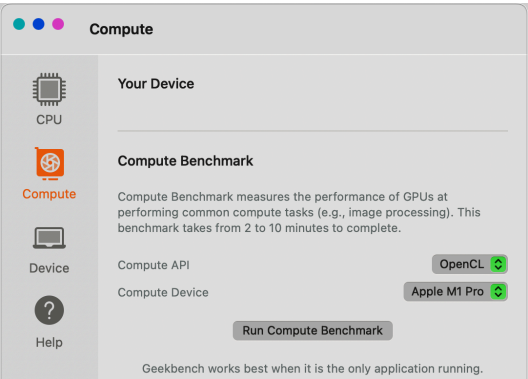 Compute
CPU
Compute
Device
?
Help
Your Device
Compute Benchmark
Compute Benchmark measures the performance of GPUs at
performing common compute tasks (e.g., image processing). This
benchmark takes from 2 to 10 minutes to complete.
Compute API
OpenCL
Compute Device
Apple M1 Pro
Run Compute Benchmark
Geekbench works best when it is the only application running.